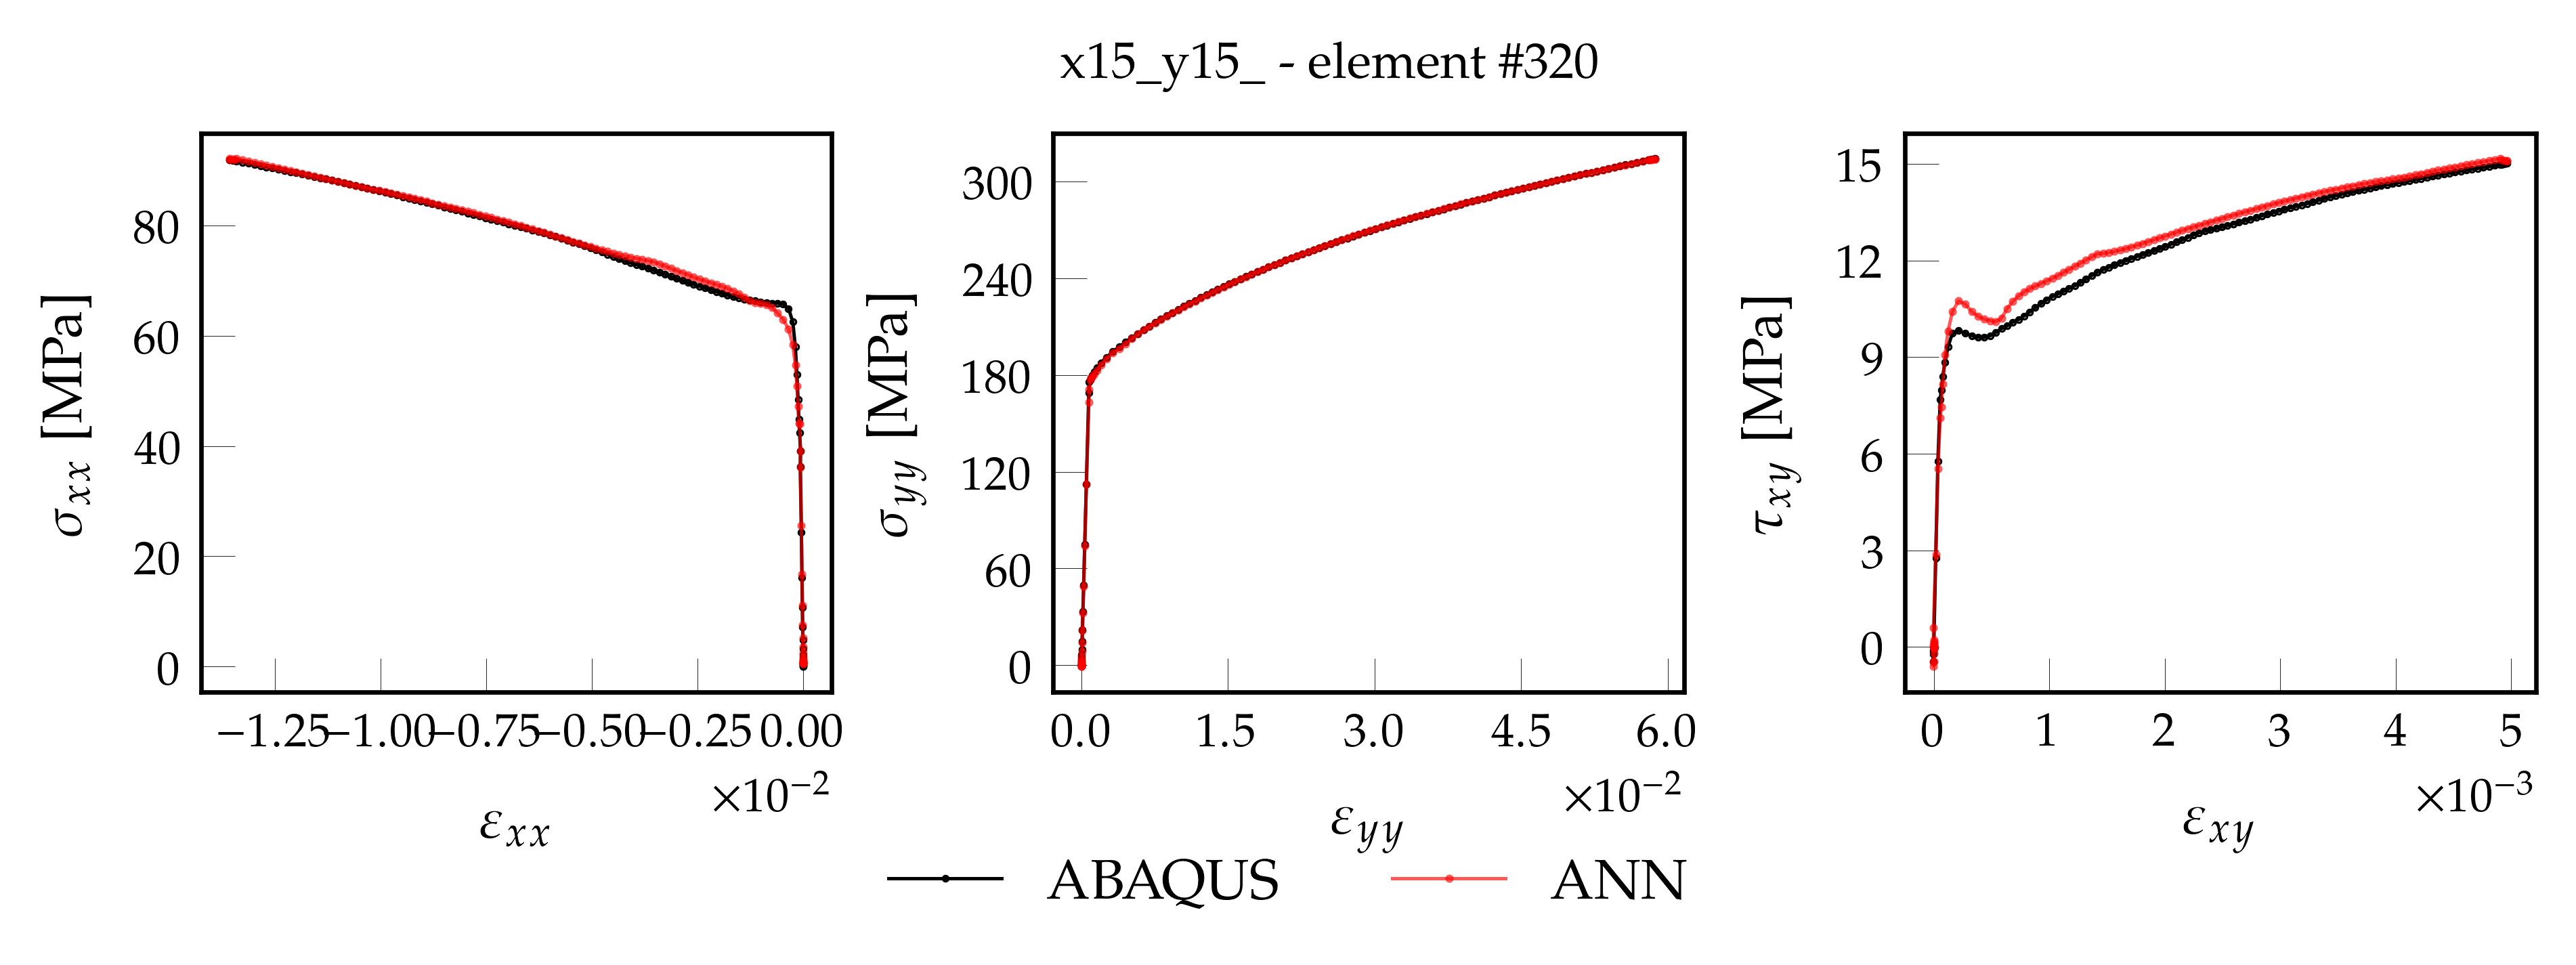 x15_y15_ - element #320
σxx [MPa]
80
60
40
20
0
−1.25 −1.00 −0.75 −0.50 −0.25 0.00
×10−2
εxx
σyy [MPa]
300
240
180
120
60
0
0.0 1.5 3.0 4.5 6.0
×10−2
εyy
τxy [MPa]
15
12
9
6
3
0
0 1 2 3 4 5
×10−3
εxy
ABAQUS ANN